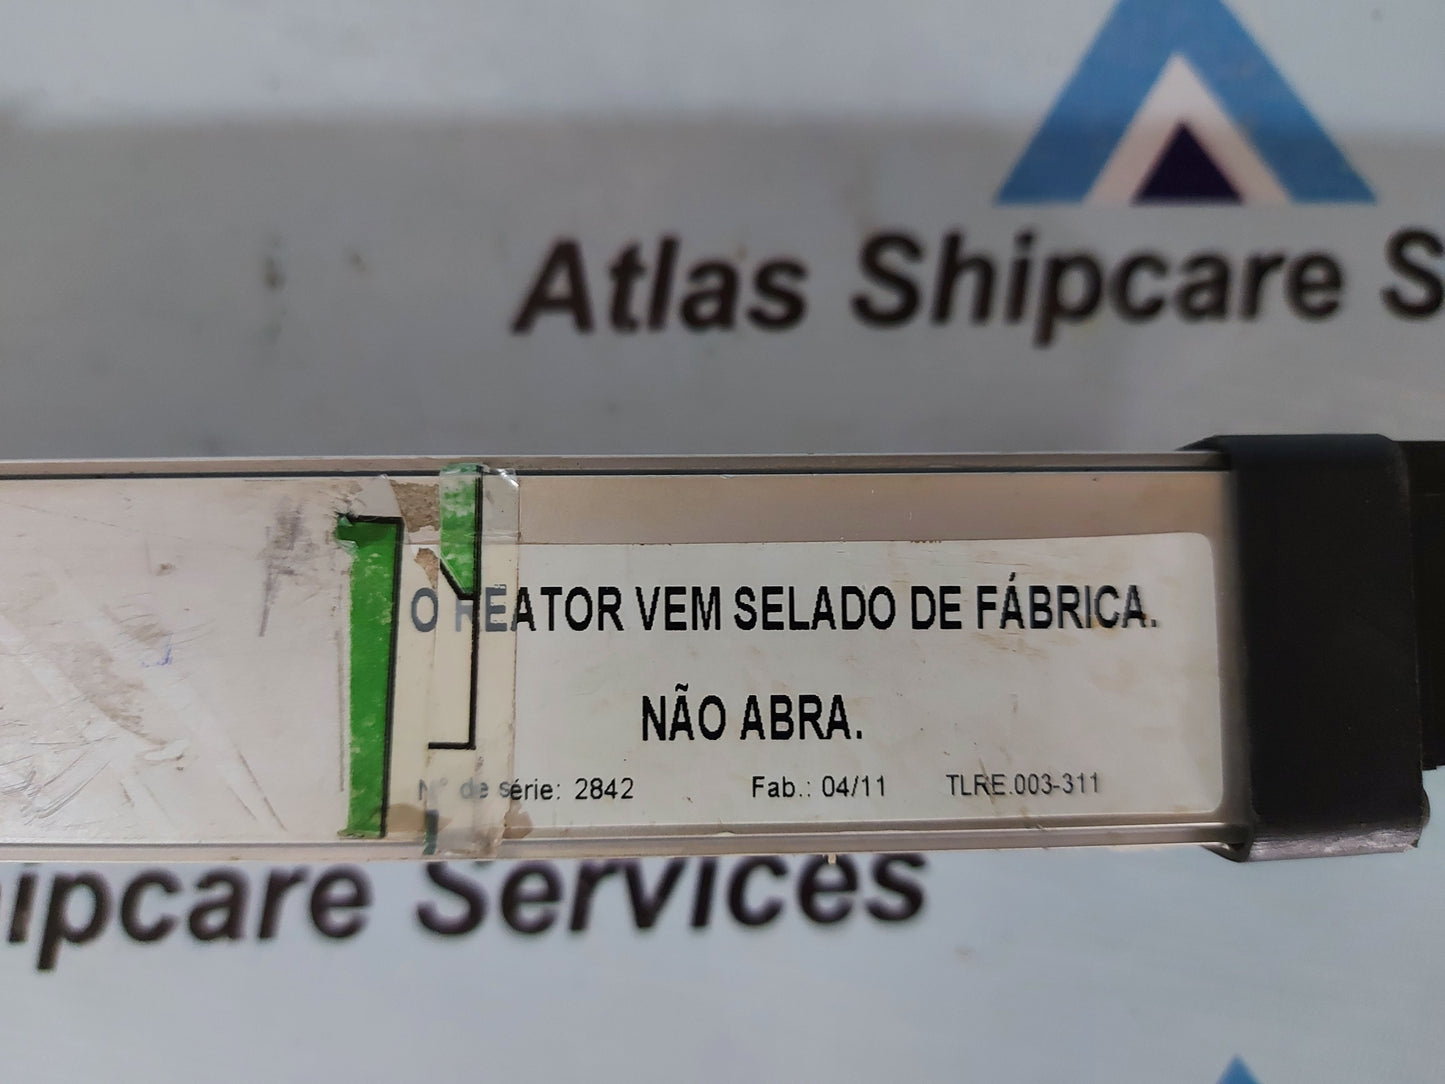 Atlas Shipcare S
O REATOR VEM SELADO DE FÁBRICA.
NÃO ABRA.
N° de série: 2842 Fab.: 04/11 TLRE.003-311
hipcare Services